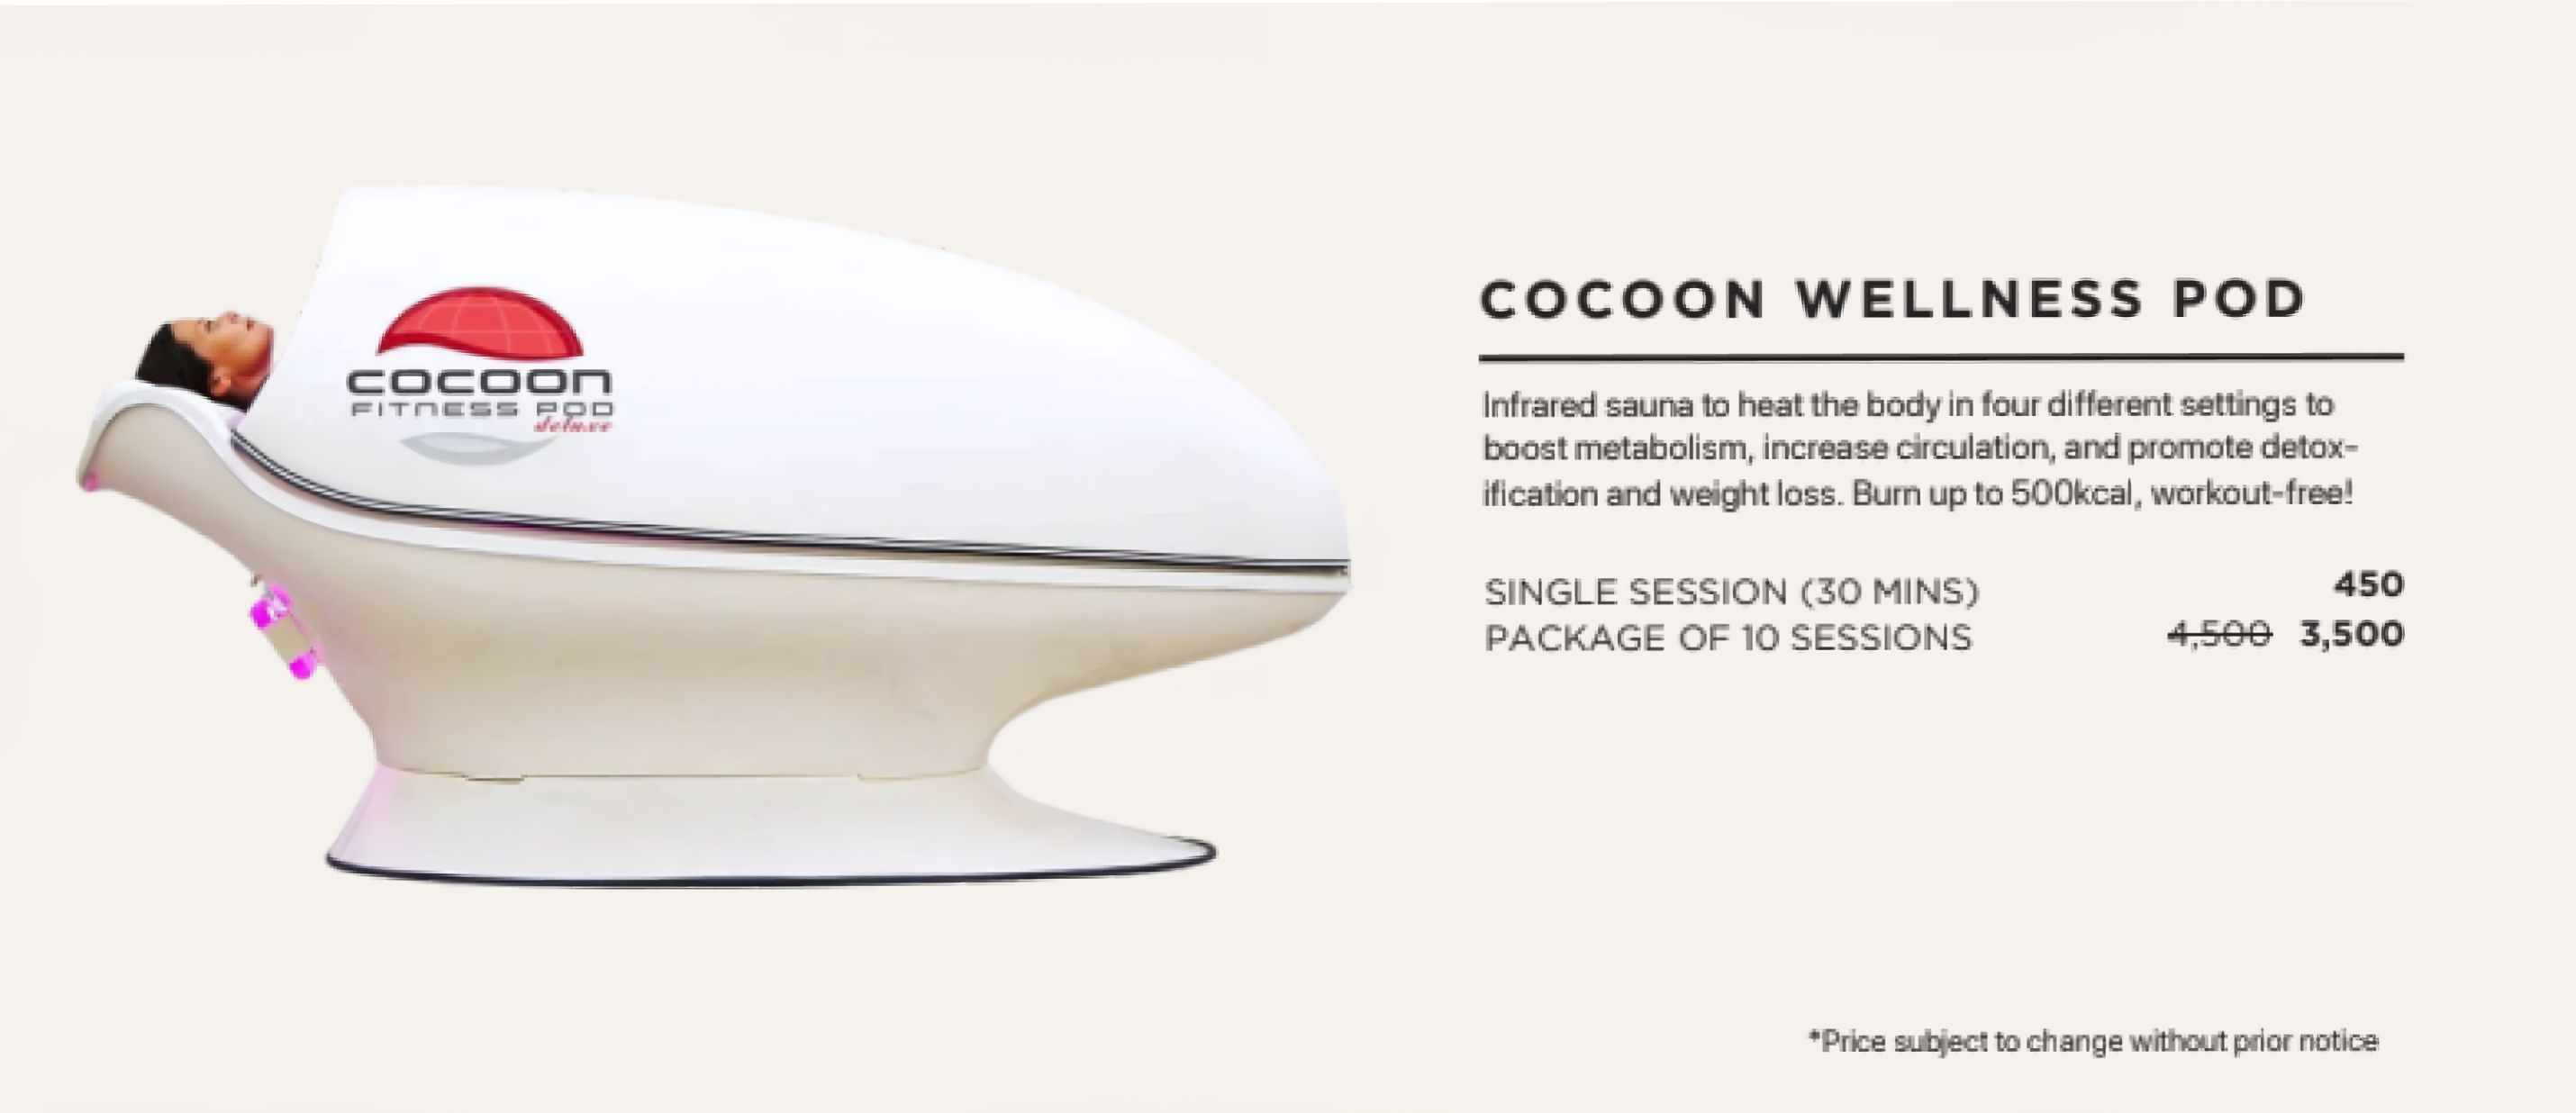 cocoon
FITNESS POD
deluxe
COCOON WELLNESS POD
Infrared sauna to heat the body in four different settings to
boost metabolism, increase circulation, and promote detox-
ification and weight loss. Burn up to 500kcal, workout-free!
SINGLE SESSION (30 MINS) 450
PACKAGE OF 10 SESSIONS 4,500 3,500
*Price subject to change without prior notice